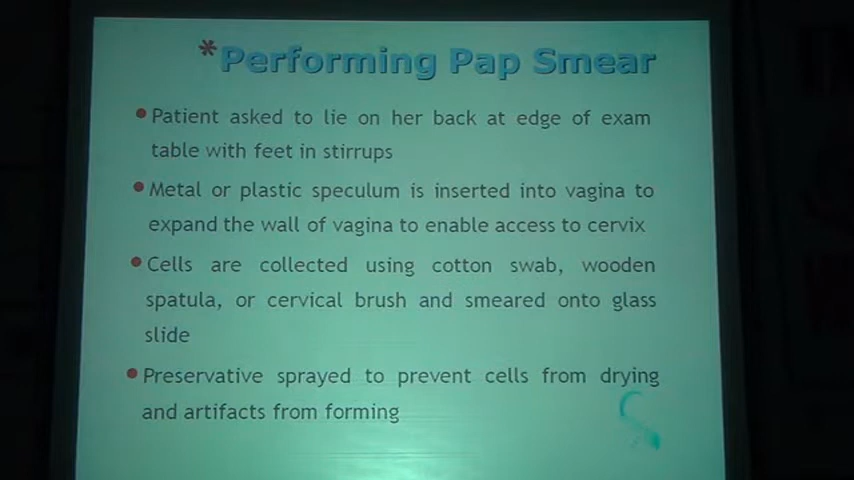 *Performing Pap Smear
Patient asked to lie on her back at edge of exam
table with feet in stirrups
Metal or plastic speculum is inserted into vagina to
expand the wall of vagina to enable access to cervix
Cells are collected using cotton swab, wooden
spatula, or cervical brush and smeared onto glass
slide
Preservative sprayed to prevent cells from drying
and artifacts from forming